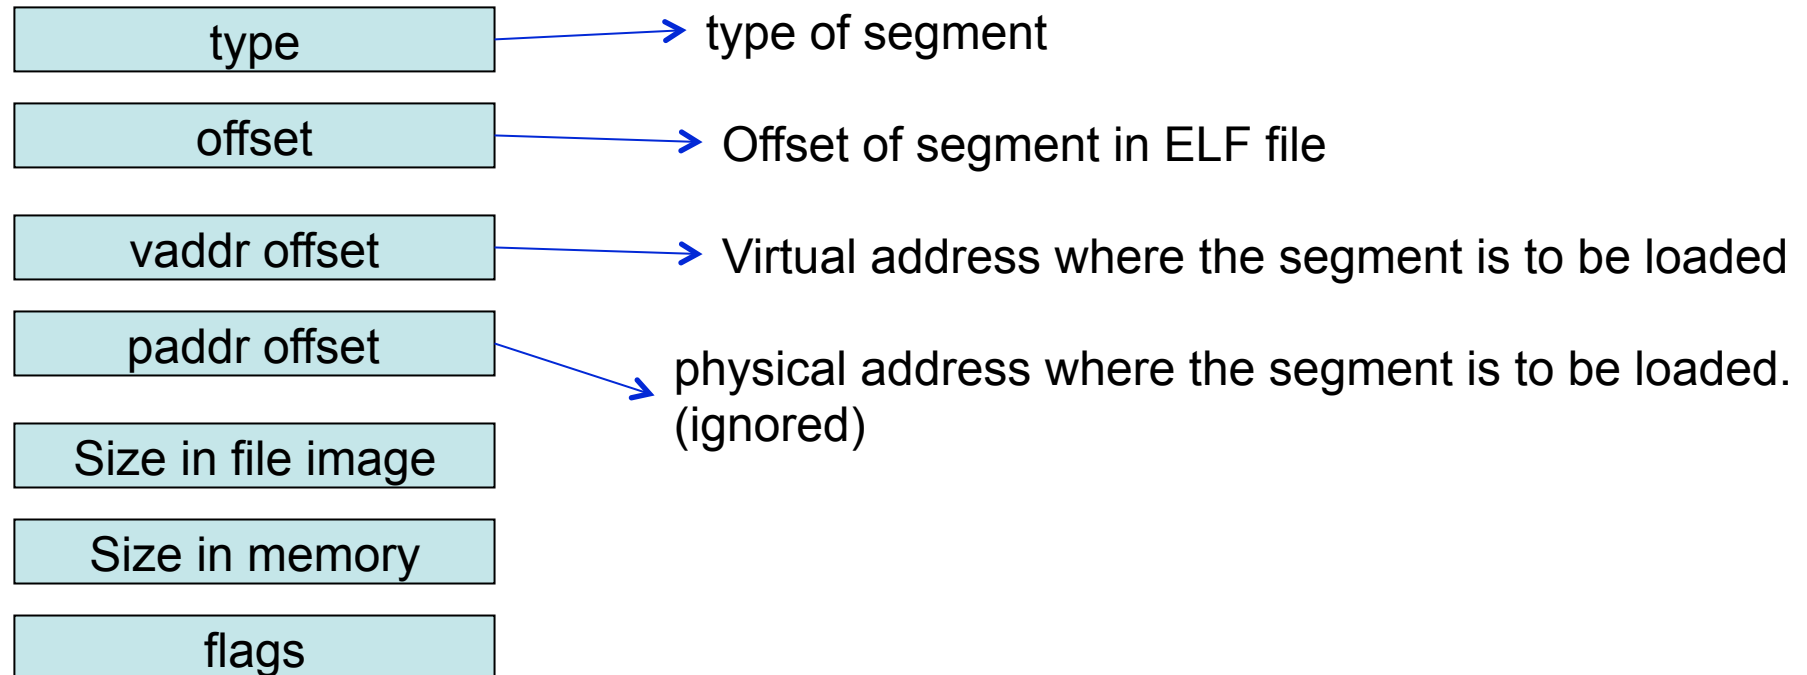 type
type of segment
offset
Offset of segment in ELF file
vaddr offset
Virtual address where the segment is to be loaded
paddr offset
physical address where the segment is to be loaded.
(ignored)
Size in file image
Size in memory
flags